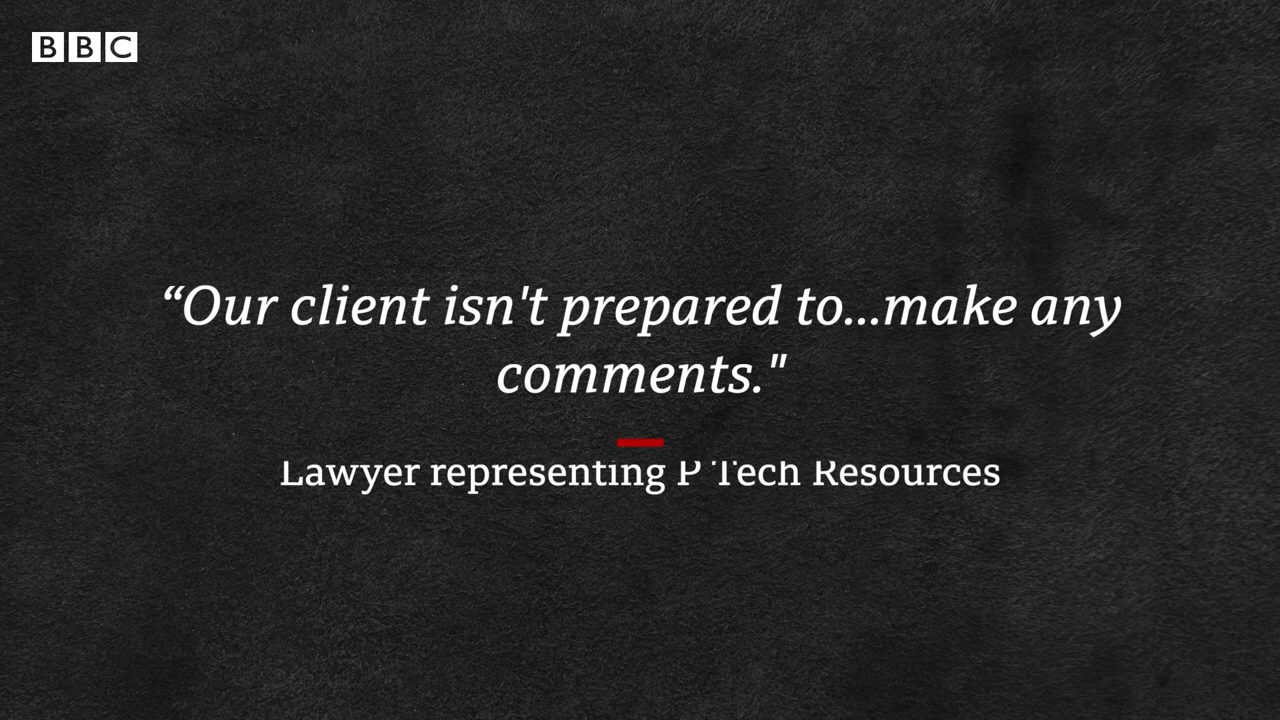 BBC
“Our client isn't prepared to...make any
comments."
Lawyer representing P Tech Resources